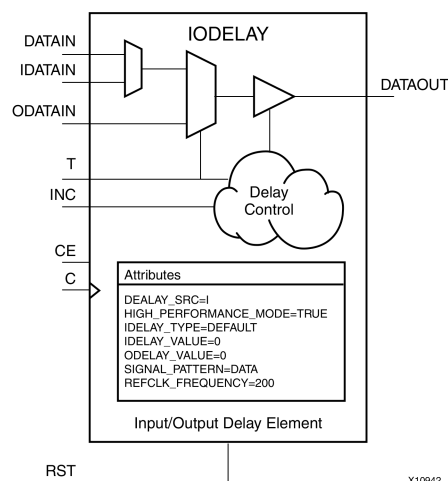 IODELAY
DATAIN
IDATAIN
DATAOUT
ODATAIN
T
INC
Delay
Control
CE
C
Attributes
DEALAY_SRC=I
HIGH_PERFORMANCE_MODE=TRUE
IDELAY_TYPE=DEFAULT
IDELAY_VALUE=0
ODELAY_VALUE=0
SIGNAL_PATTERN=DATA
REFCLK_FREQUENCY=200
Input/Output Delay Element
RST
X10942